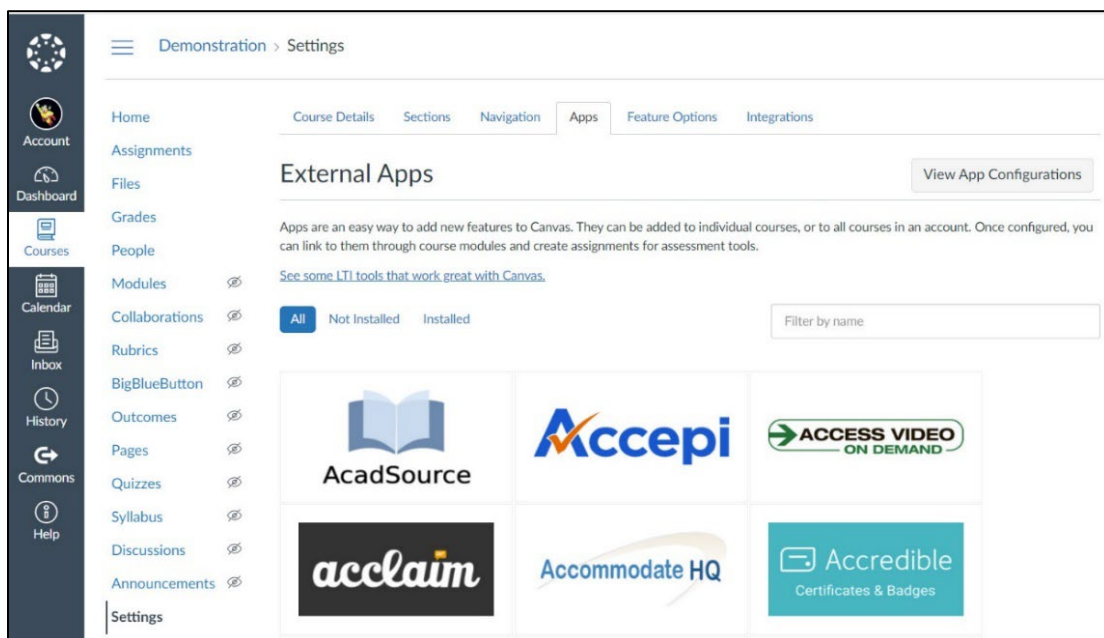 Demonstration > Settings
Account
Dashboard
Courses
Calendar
Inbox
History
Commons
Help
Home
Assignments
Files
Grades
People
Modules
Collaborations
Rubrics
BigBlueButton
Outcomes
Pages
Quizzes
Syllabus
Discussions
Announcements
Settings
Course Details Sections Navigation Apps Feature Options Integrations
External Apps
View App Configurations
Apps are an easy way to add new features to Canvas. They can be added to individual courses, or to all courses in an account. Once configured, you
can link to them through course modules and create assignments for assessment tools.
See some LTI tools that work great with Canvas.
All Not Installed Installed
Filter by name
AcadSource
Accepi
ACCESS VIDEO
ON DEMAND
acclaim
Accommodate HQ
Accredible
Certificates & Badges